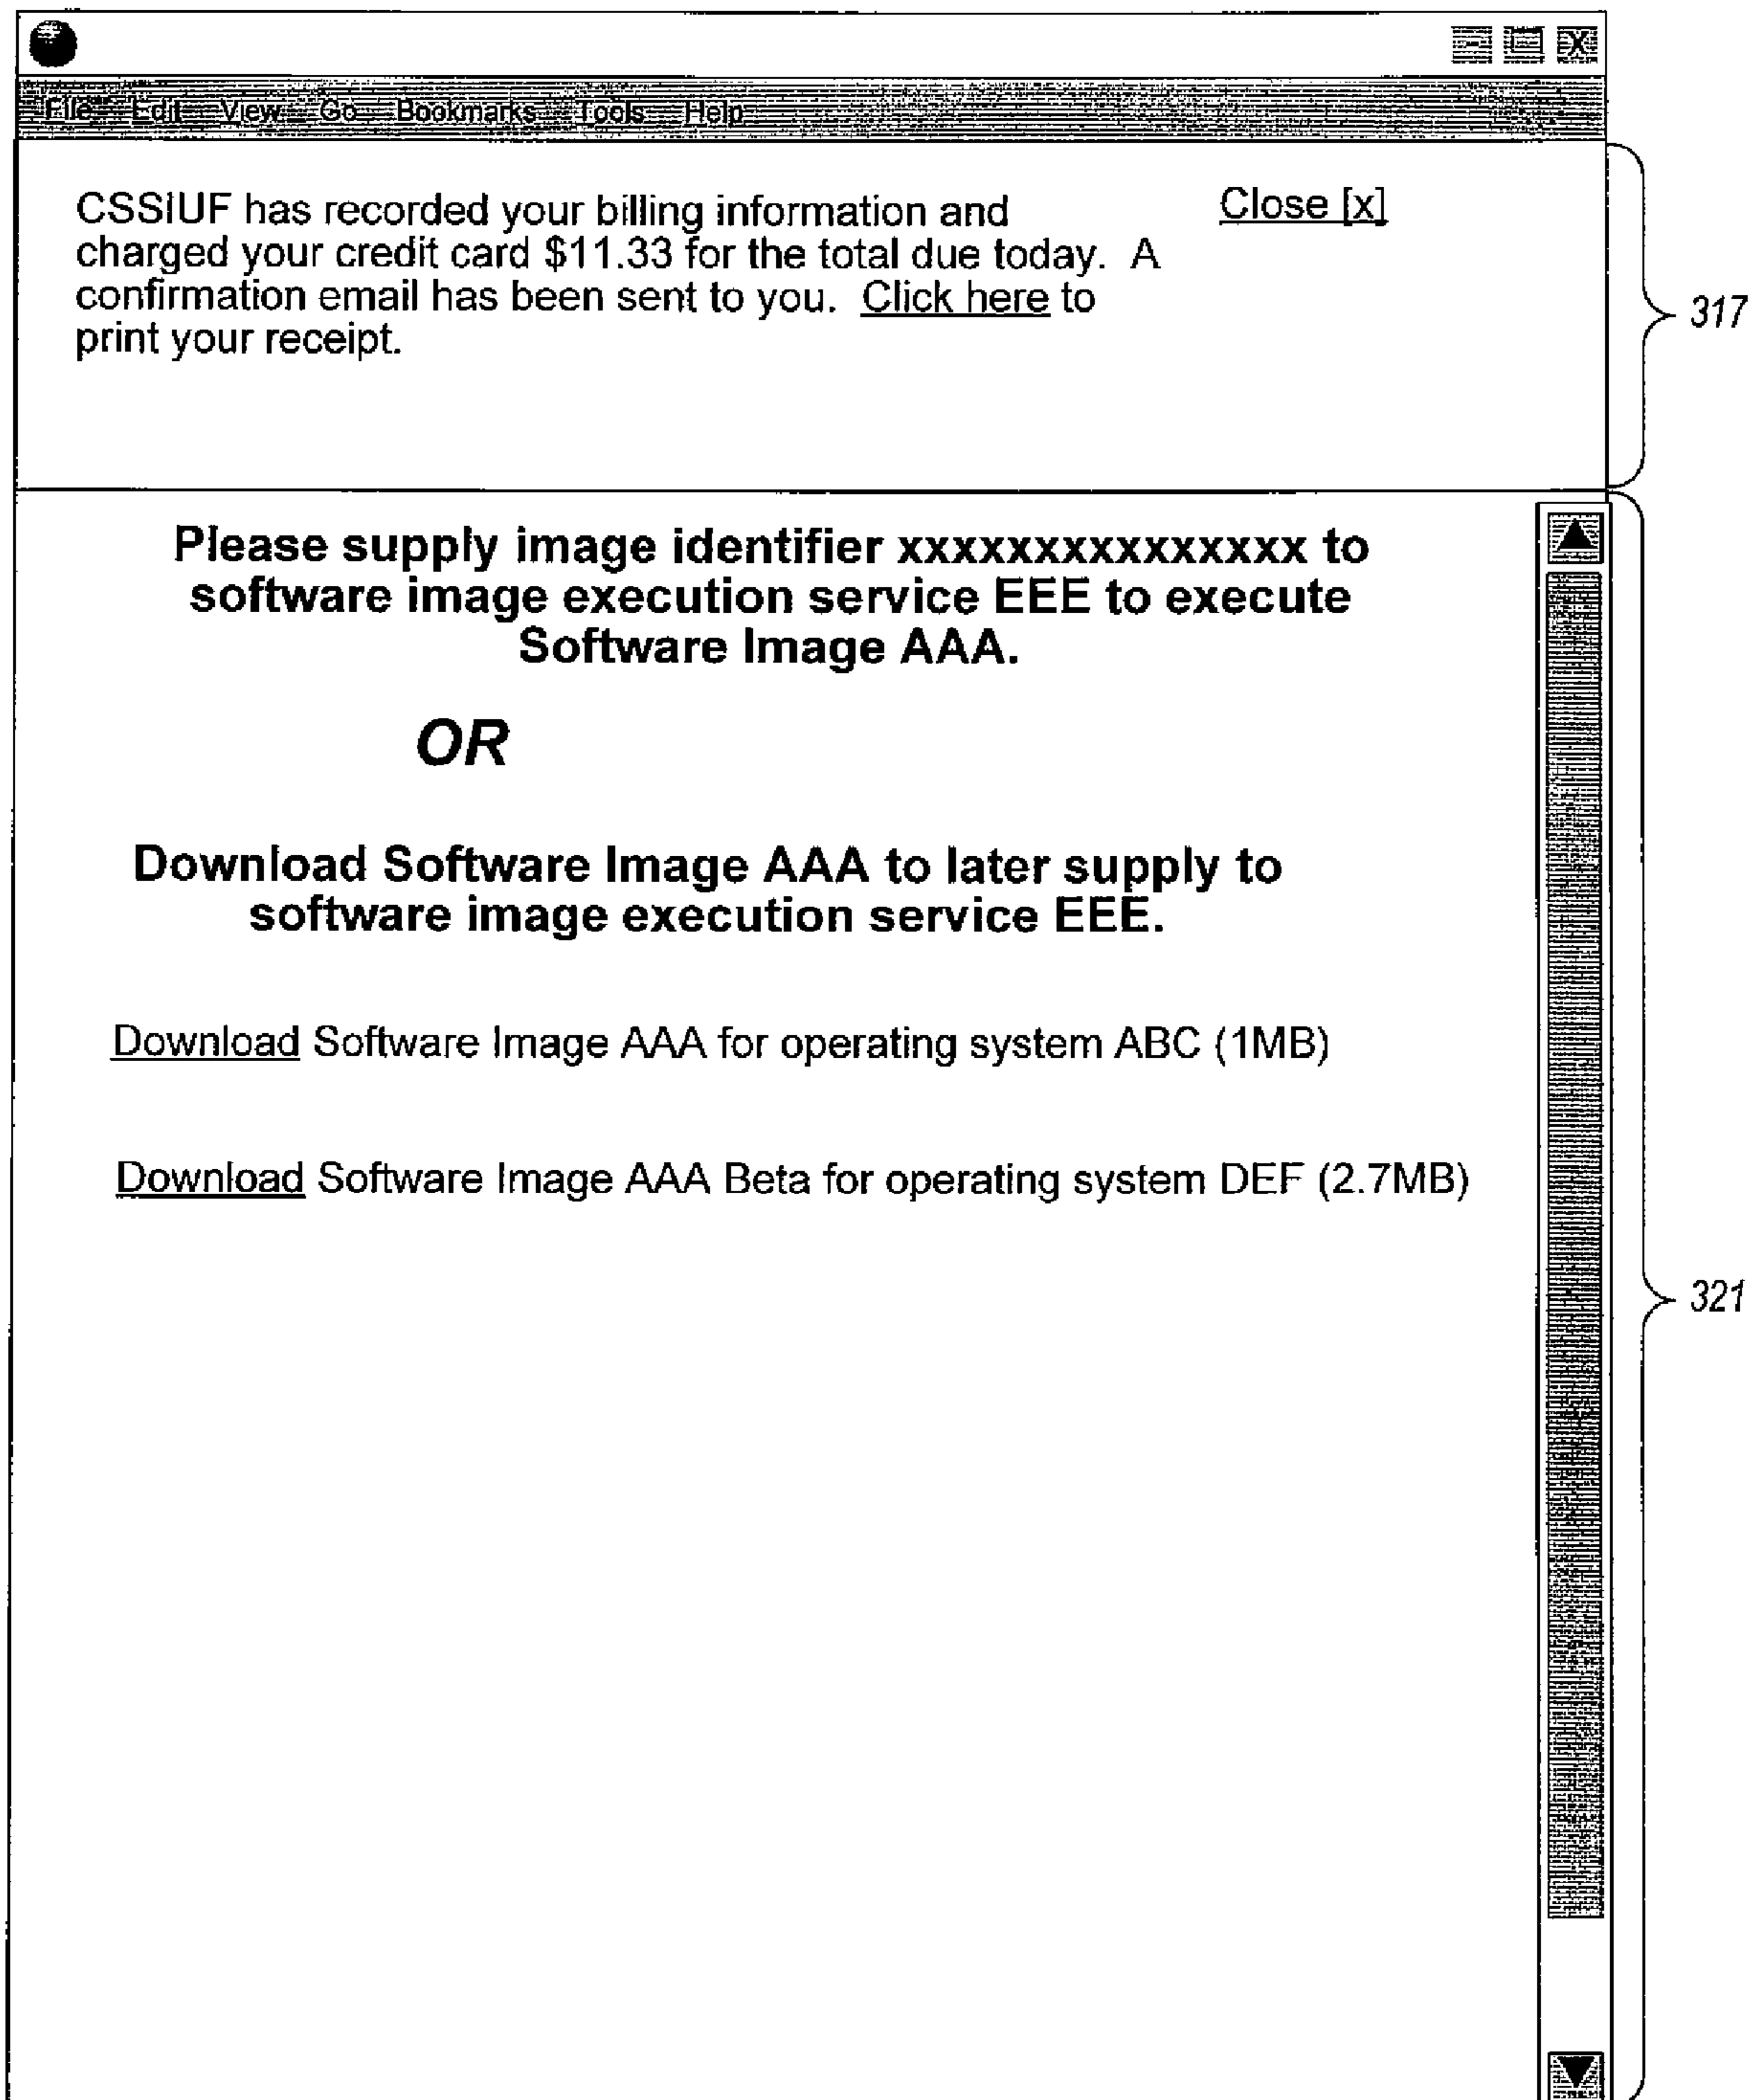 File Edit View Go Bookmarks Tools Help
CSSIUF has recorded your billing information and
charged your credit card $11.33 for the total due today. A
confirmation email has been sent to you. Click here to
print your receipt.
Close [x]
317
Please supply image identifier xxxxxxxxxxxxxxx to
software image execution service EEE to execute
Software Image AAA.
OR
Download Software Image AAA to later supply to
software image execution service EEE.
Download Software Image AAA for operating system ABC (1MB)
Download Software Image AAA Beta for operating system DEF (2.7MB)
321